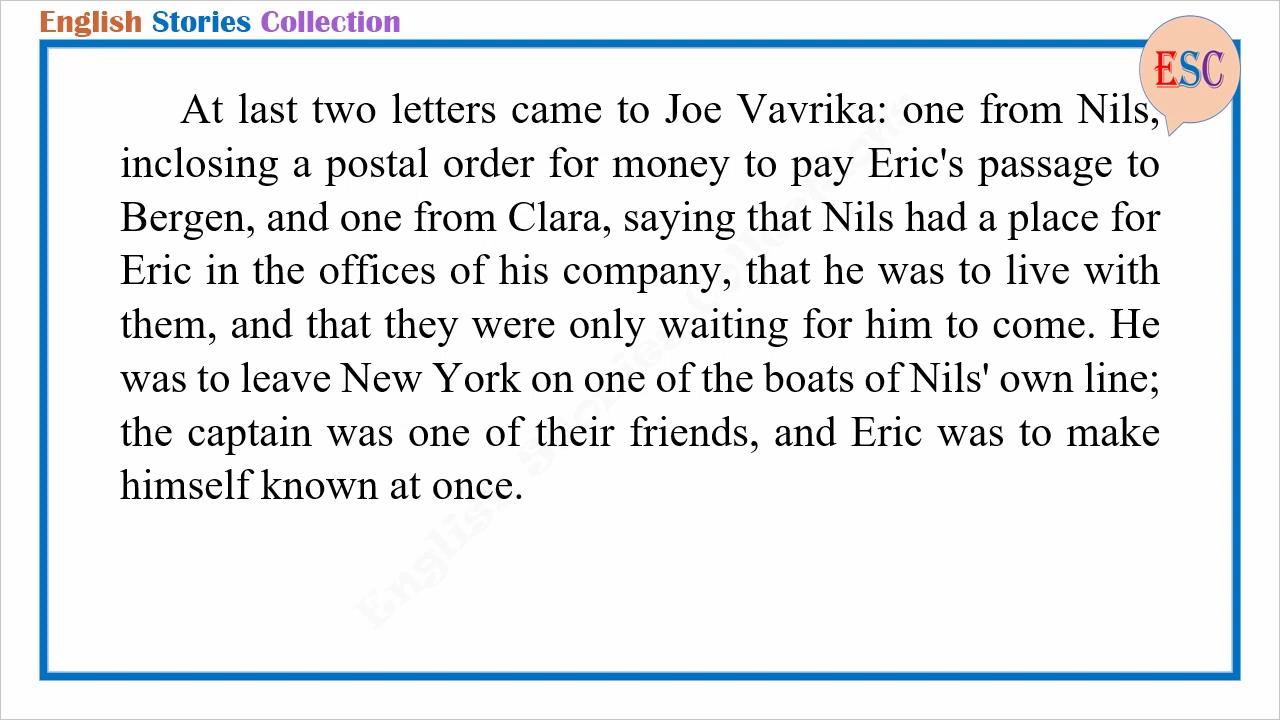 English Stories Collection
ESC
At last two letters came to Joe Vavrika: one from Nils,
inclosing a postal order for money to pay Eric's passage to
Bergen, and one from Clara, saying that Nils had a place for
Eric in the offices of his company, that he was to live with
them, and that they were only waiting for him to come. He
was to leave New York on one of the boats of Nils' own line;
the captain was one of their friends, and Eric was to make
himself known at once.
English Stories Collection